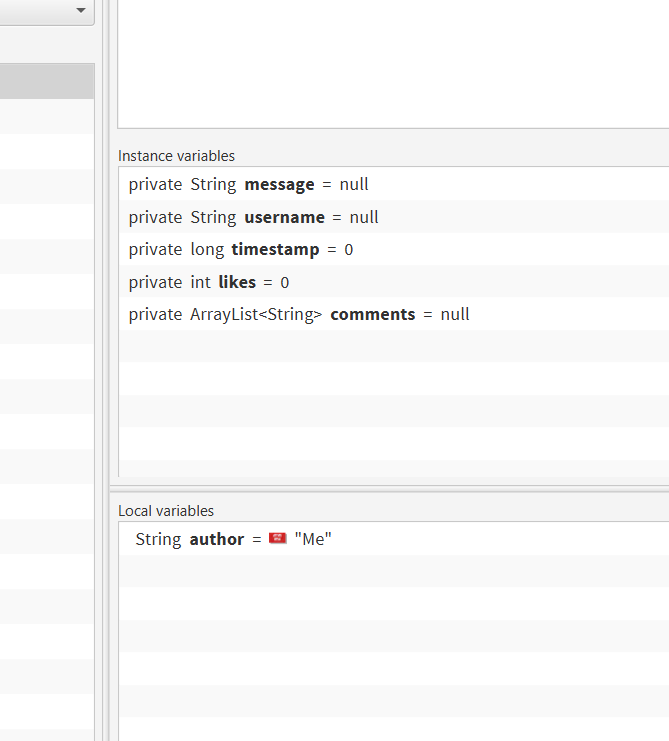 Instance variables
private String message = null
private String username = null
private long timestamp = 0
private int likes = 0
private ArrayList<String> comments = null
Local variables
String author = "Me"